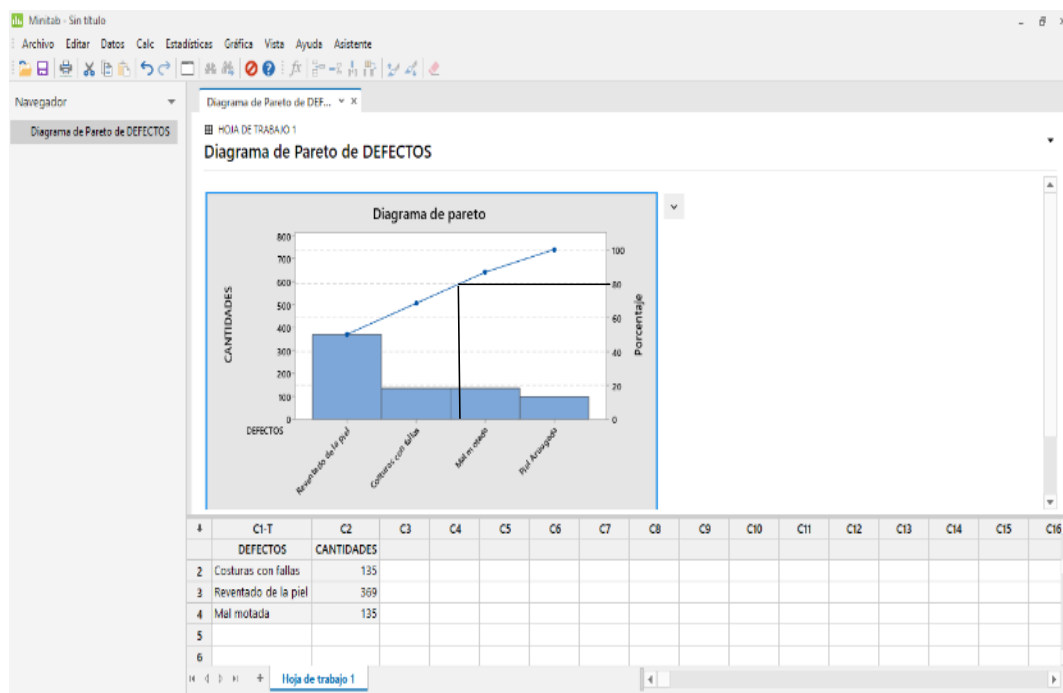 Minitab - Sin título
Archivo Editar Datos Calc Estadísticas Gráfica Vista Ayuda Asistente
Navegador
Diagrama de Pareto de DEF...
Diagrama de Pareto de DEFECTOS
HOJA DE TRABAJO 1
Diagrama de Pareto de DEFECTOS
Diagrama de pareto
800
700
600
500
400
300
200
100
0
CANTIDADES
100
80
60
40
20
0
Porcentaje
DEFECTOS
Reventado de la piel
Costuras con fallas
Mal motada
Piel Arrugada
C1-T C2 C3 C4 C5 C6 C7 C8 C9 C10 C11 C12 C13 C14 C15 C16
DEFECTOS CANTIDADES
2 Costuras con fallas 135
3 Reventado de la piel 369
4 Mal motada 135
5
6
Hoja de trabajo 1